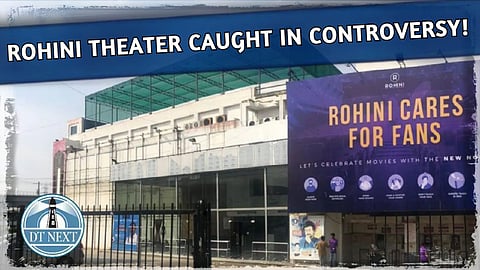 ROHINI THEATER CAUGHT IN CONTROVERSY!
ROHINI
ROHINI CARES
FOR FANS
LET'S CELEBRATE MOVIES WITH THE NEW
DT NEXT